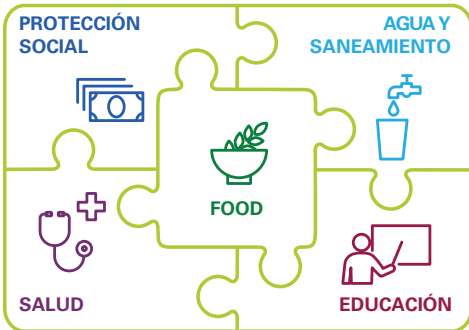 PROTECCIÓN
SOCIAL
AGUA Y
SANEAMIENTO
FOOD
SALUD
EDUCACIÓN